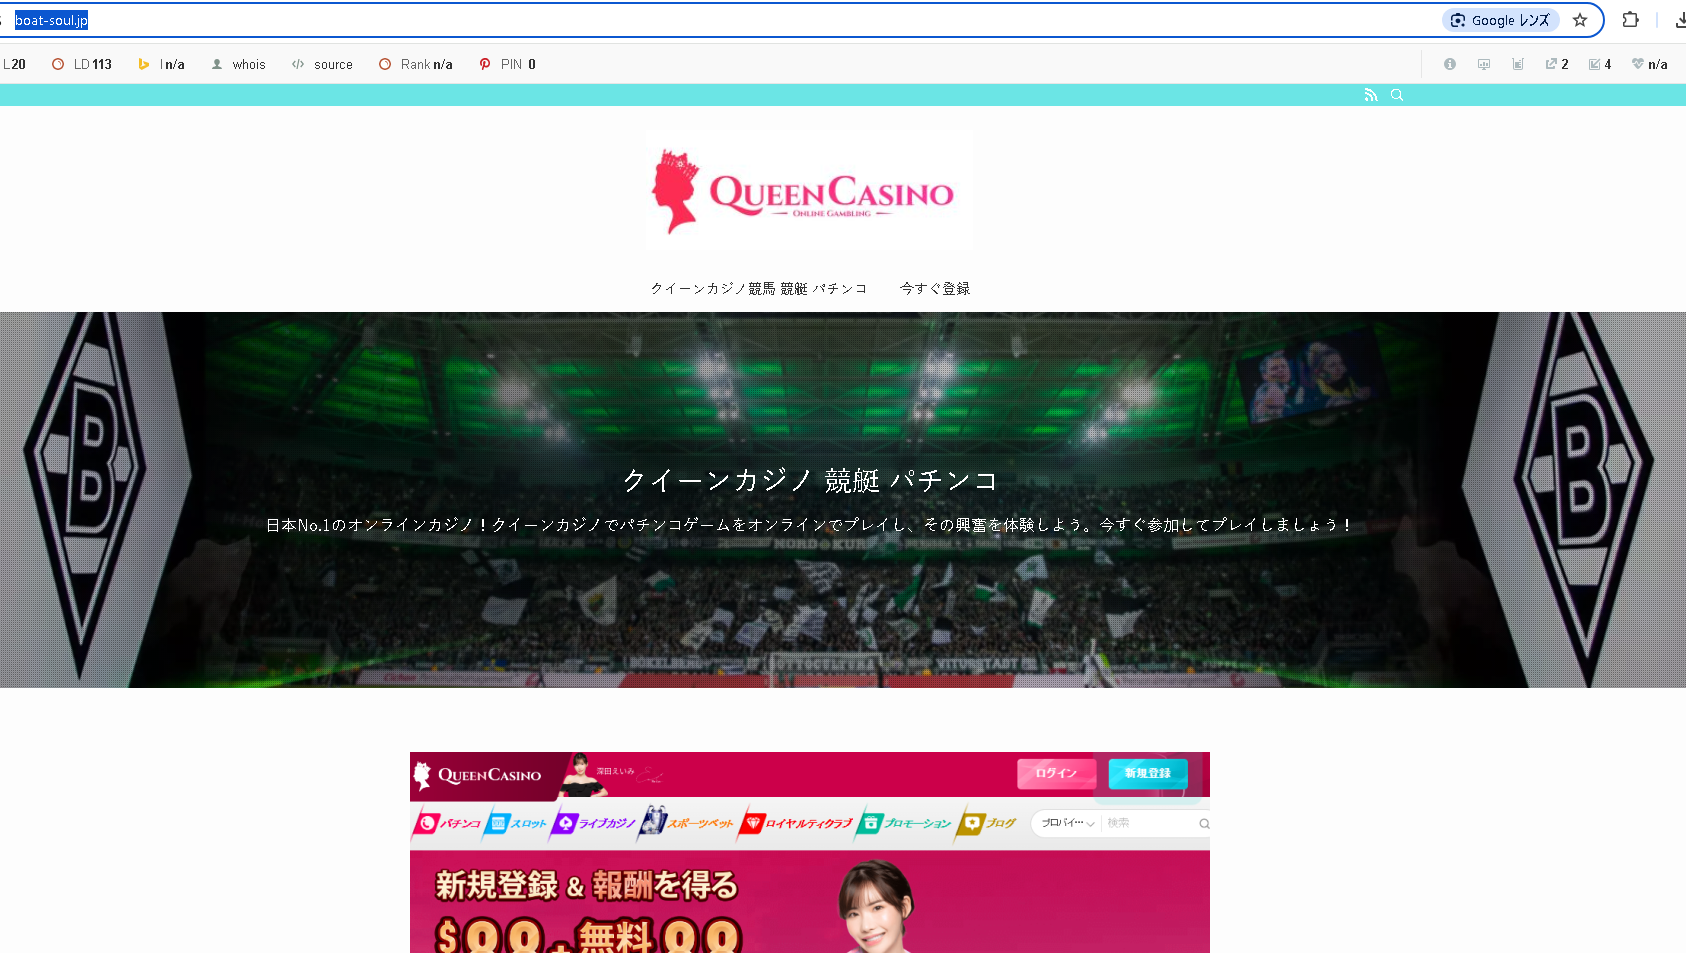 boat-soul.jp
Google レンズ
L 20
LD 113
I n/a
whois
source
Rank n/a
PIN 0
2
4
n/a
QUEENCASINO
ONLINE GAMBLING
クイーンカジノ競馬 競艇 パチンコ
今すぐ登録
クイーンカジノ 競艇 パチンコ
日本No.1のオンラインカジノ！クイーンカジノでパチンコゲームをオンラインでプレイし、その興奮を体験しよう。今すぐ参加してプレイしましょう！
QUEENCASINO
深田えいみ
ログイン
新規登録
パチンコ
スロット
ライブカジノ
スポーツベット
ロイヤルティクラブ
プロモーション
ブログ
プロバイ…
検索
新規登録 & 報酬を得る
$88+無料88